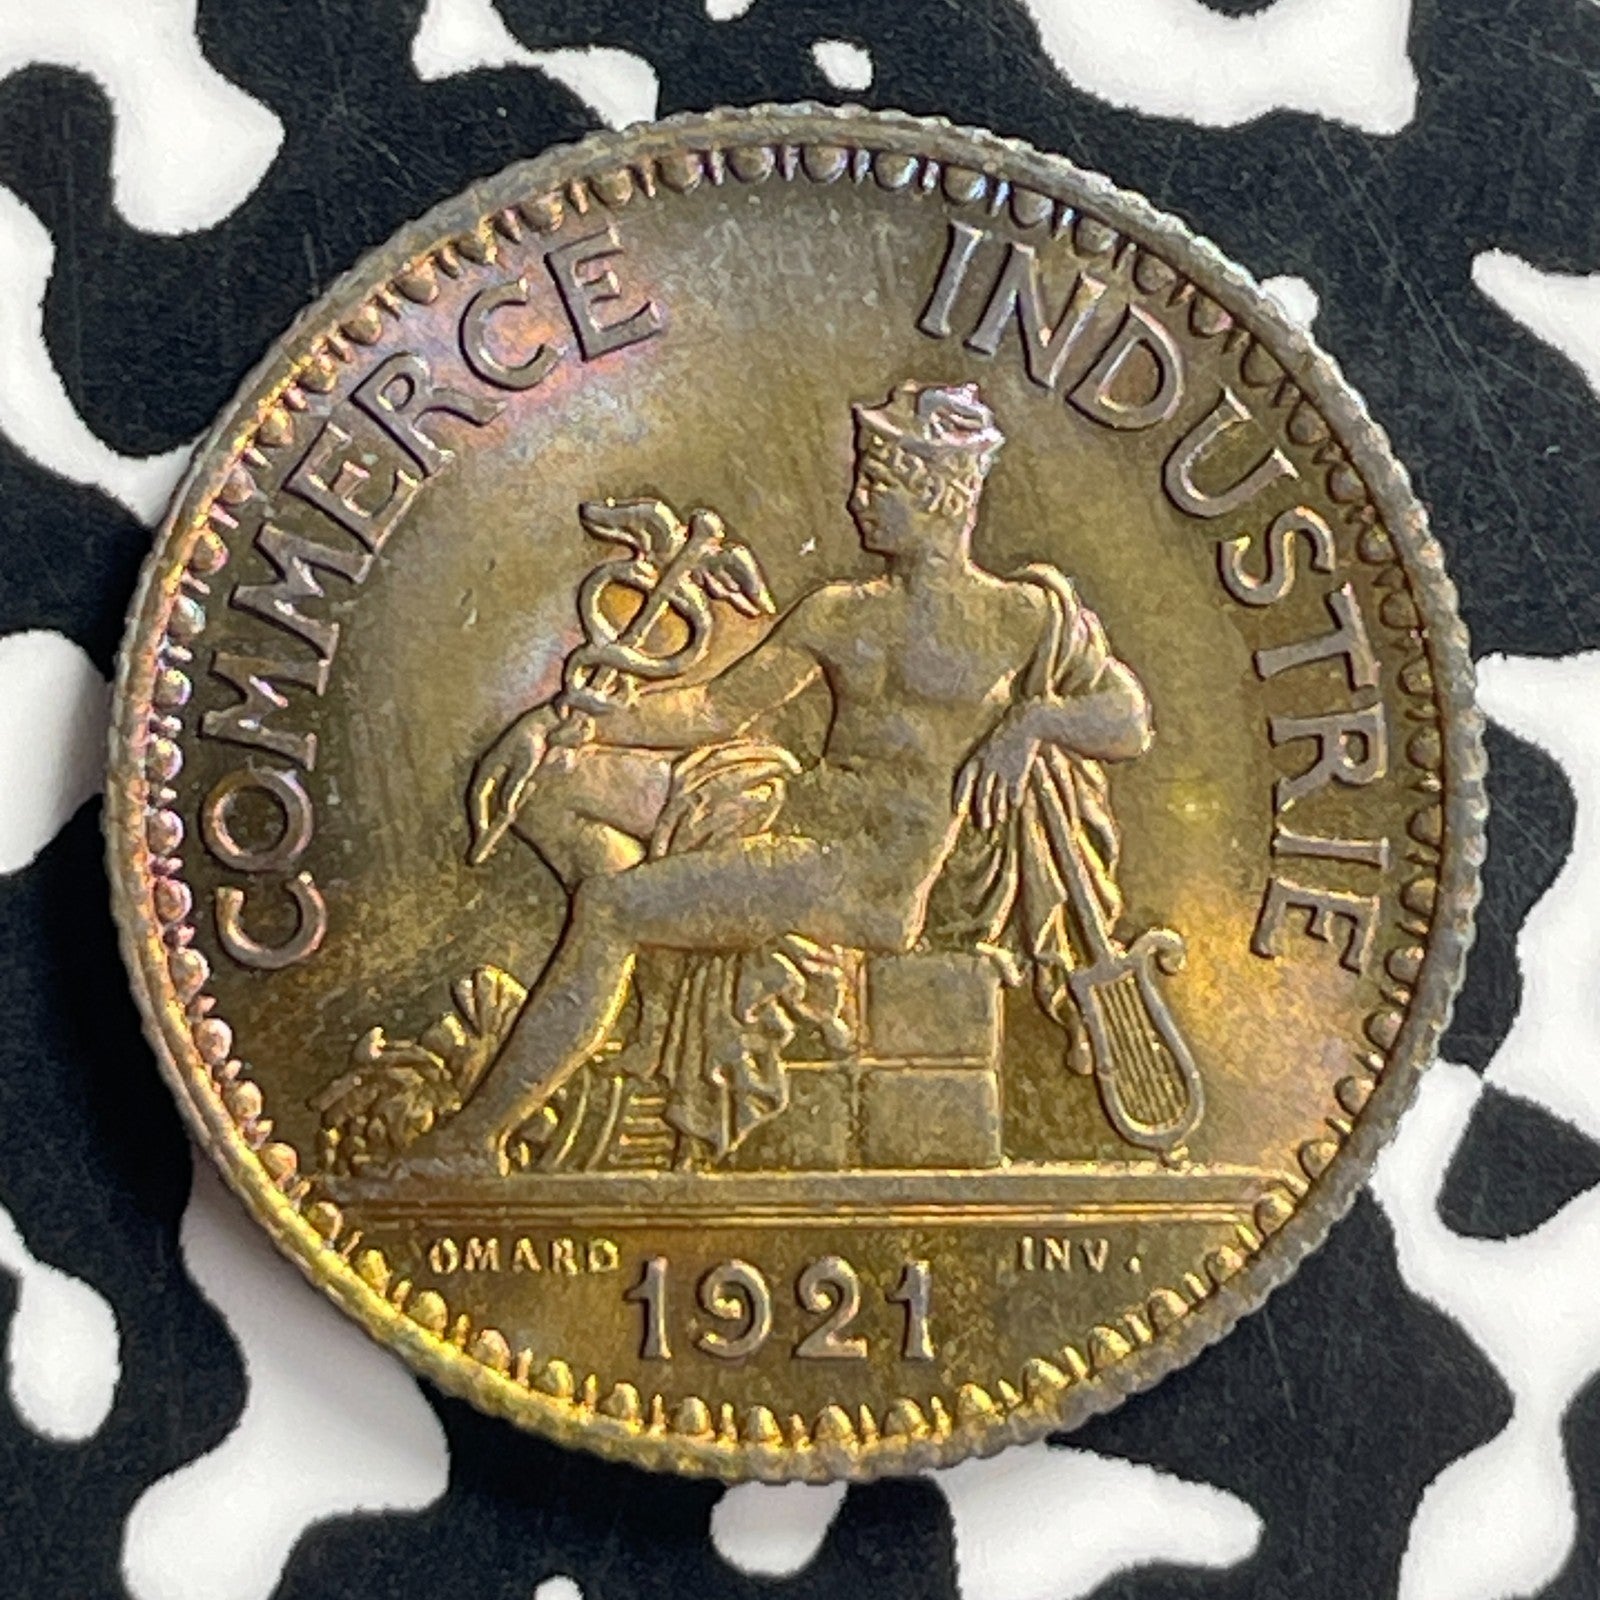 COMMERCE INDUSTRIE
OMARD INV.
1921